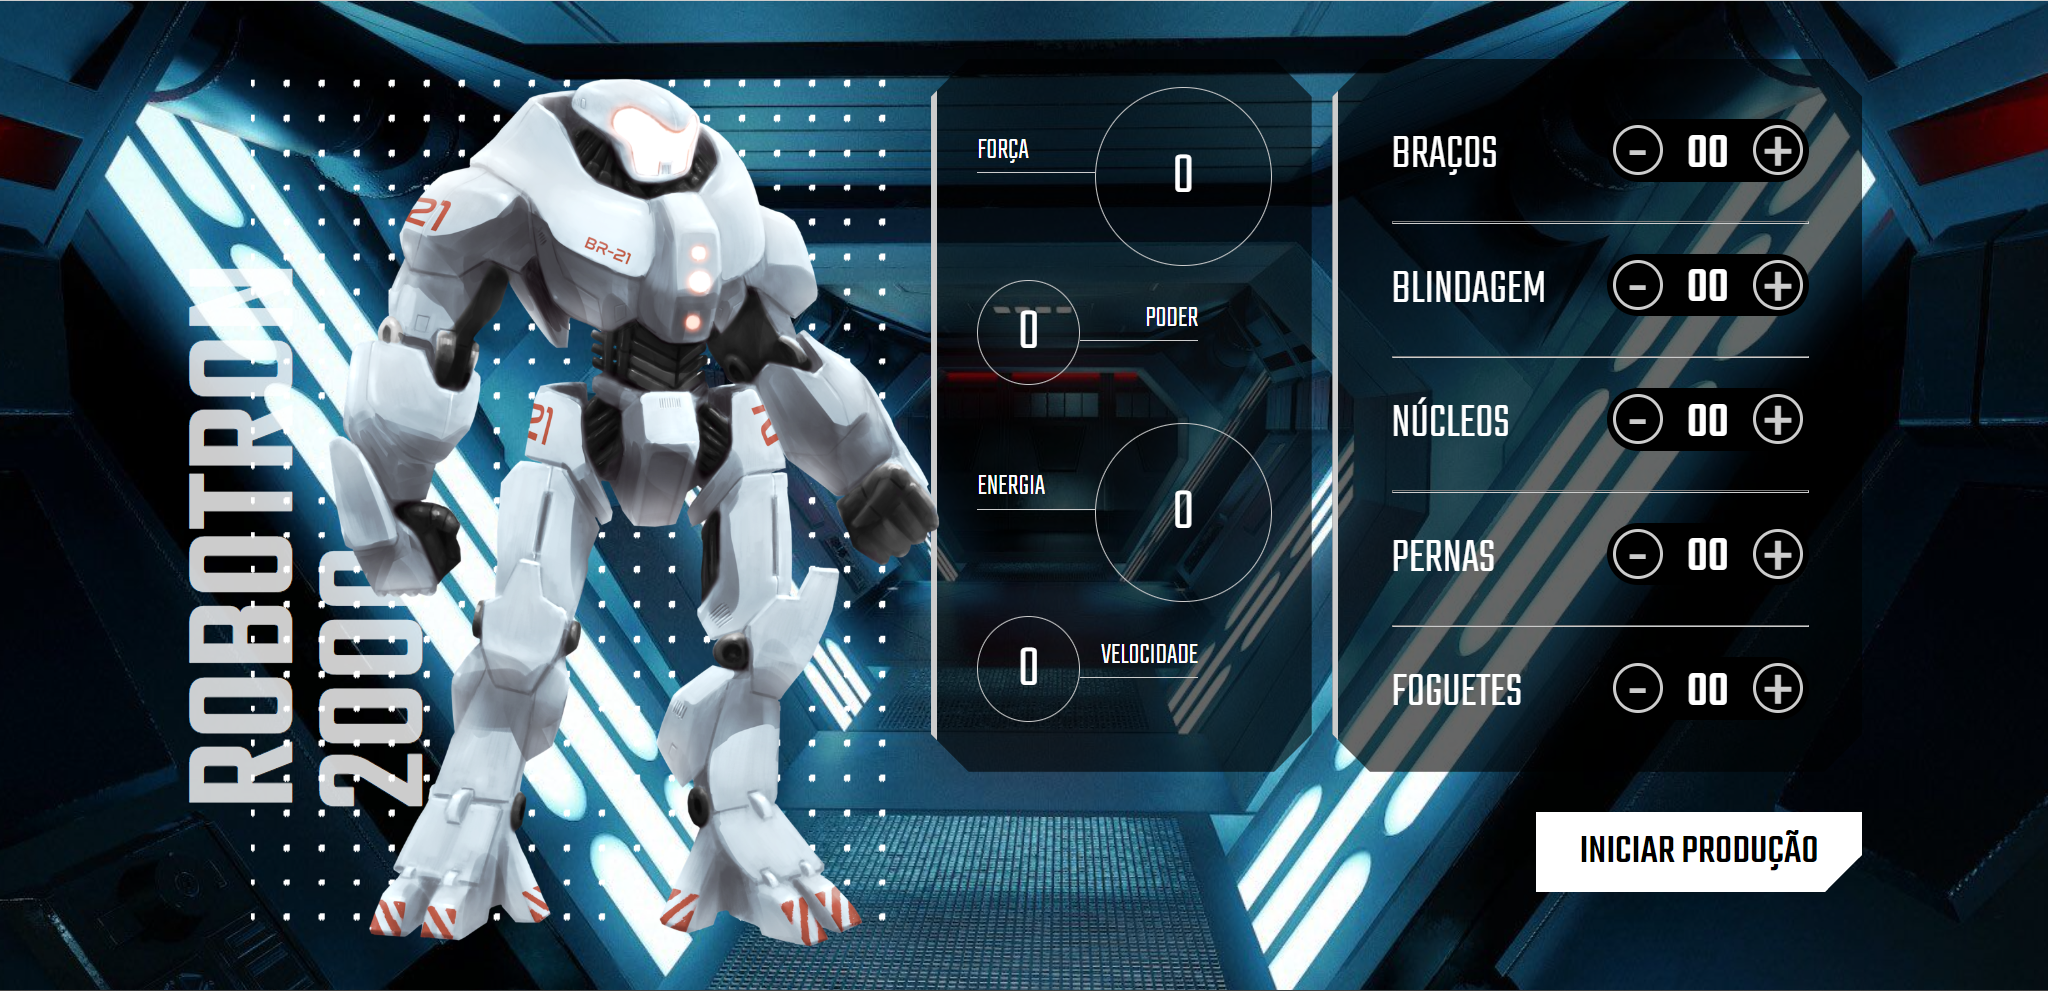 ROBOTRON
2000
21
BR-21
21
FORÇA
0
0
PODER
ENERGIA
0
0
VELOCIDADE
BRAÇOS - 00 +
BLINDAGEM - 00 +
NÚCLEOS - 00 +
PERNAS - 00 +
FOGUETES - 00 +
INICIAR PRODUÇÃO